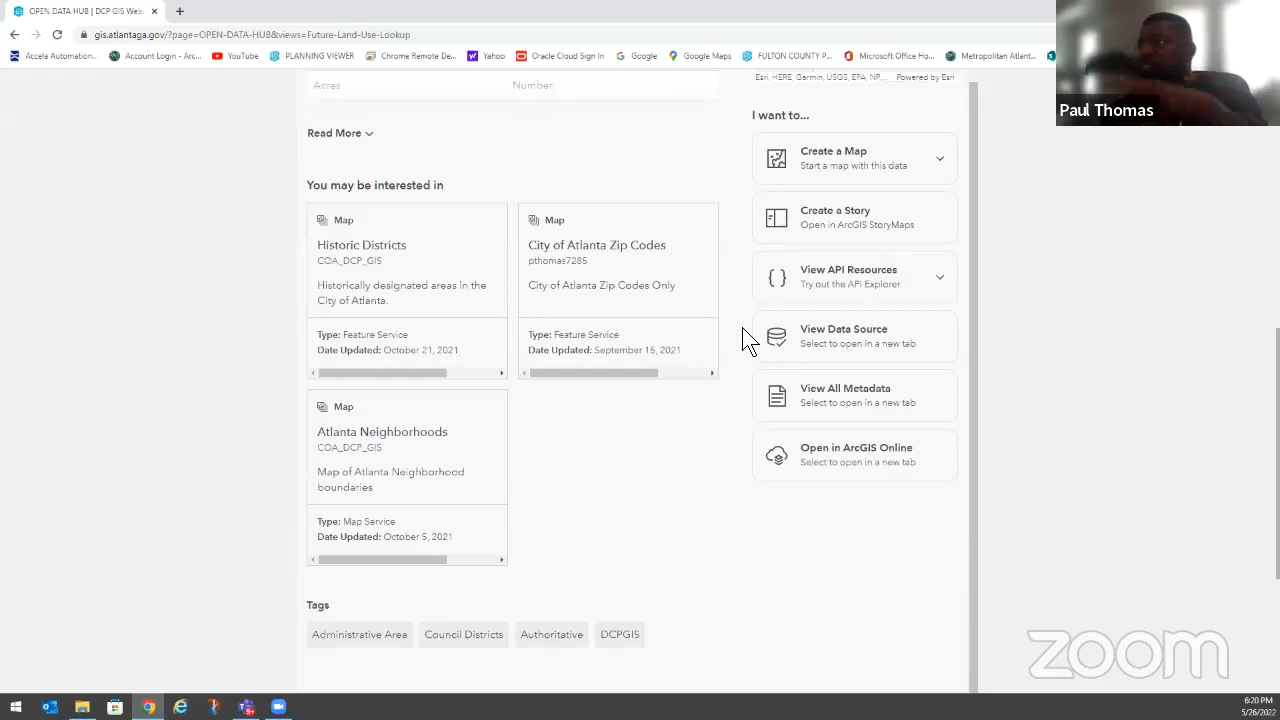 OPEN DATA HUB | DCP GIS Web
gis.atlantaga.gov/?page=OPEN-DATA-HUB&views=Future-Land-Use-Lookup
Accela Automation... Account Login - Arc... YouTube PLANNING VIEWER Chrome Remote De... Yahoo Oracle Cloud Sign In Google Google Maps FULTON COUNTY P... Microsoft Office Ho... Metropolitan Atlant...
Paul Thomas
Esri, HERE, Garmin, USGS, EPA, NP,... Powered by Esri
Acres Number
Read More
You may be interested in
Map
Historic Districts
COA_DCP_GIS
Historically designated areas in the
City of Atlanta.
Type: Feature Service
Date Updated: October 21, 2021
Map
City of Atlanta Zip Codes
pthomas7285
City of Atlanta Zip Codes Only
Type: Feature Service
Date Updated: September 15, 2021
Map
Atlanta Neighborhoods
COA_DCP_GIS
Map of Atlanta Neighborhood
boundaries
Type: Map Service
Date Updated: October 5, 2021
Tags
Administrative Area Council Districts Authoritative DCPGIS
I want to...
Create a Map
Start a map with this data
Create a Story
Open in ArcGIS StoryMaps
View API Resources
Try out the API Explorer
View Data Source
Select to open in a new tab
View All Metadata
Select to open in a new tab
Open in ArcGIS Online
Select to open in a new tab
zoom
6:20 PM
5/26/2022